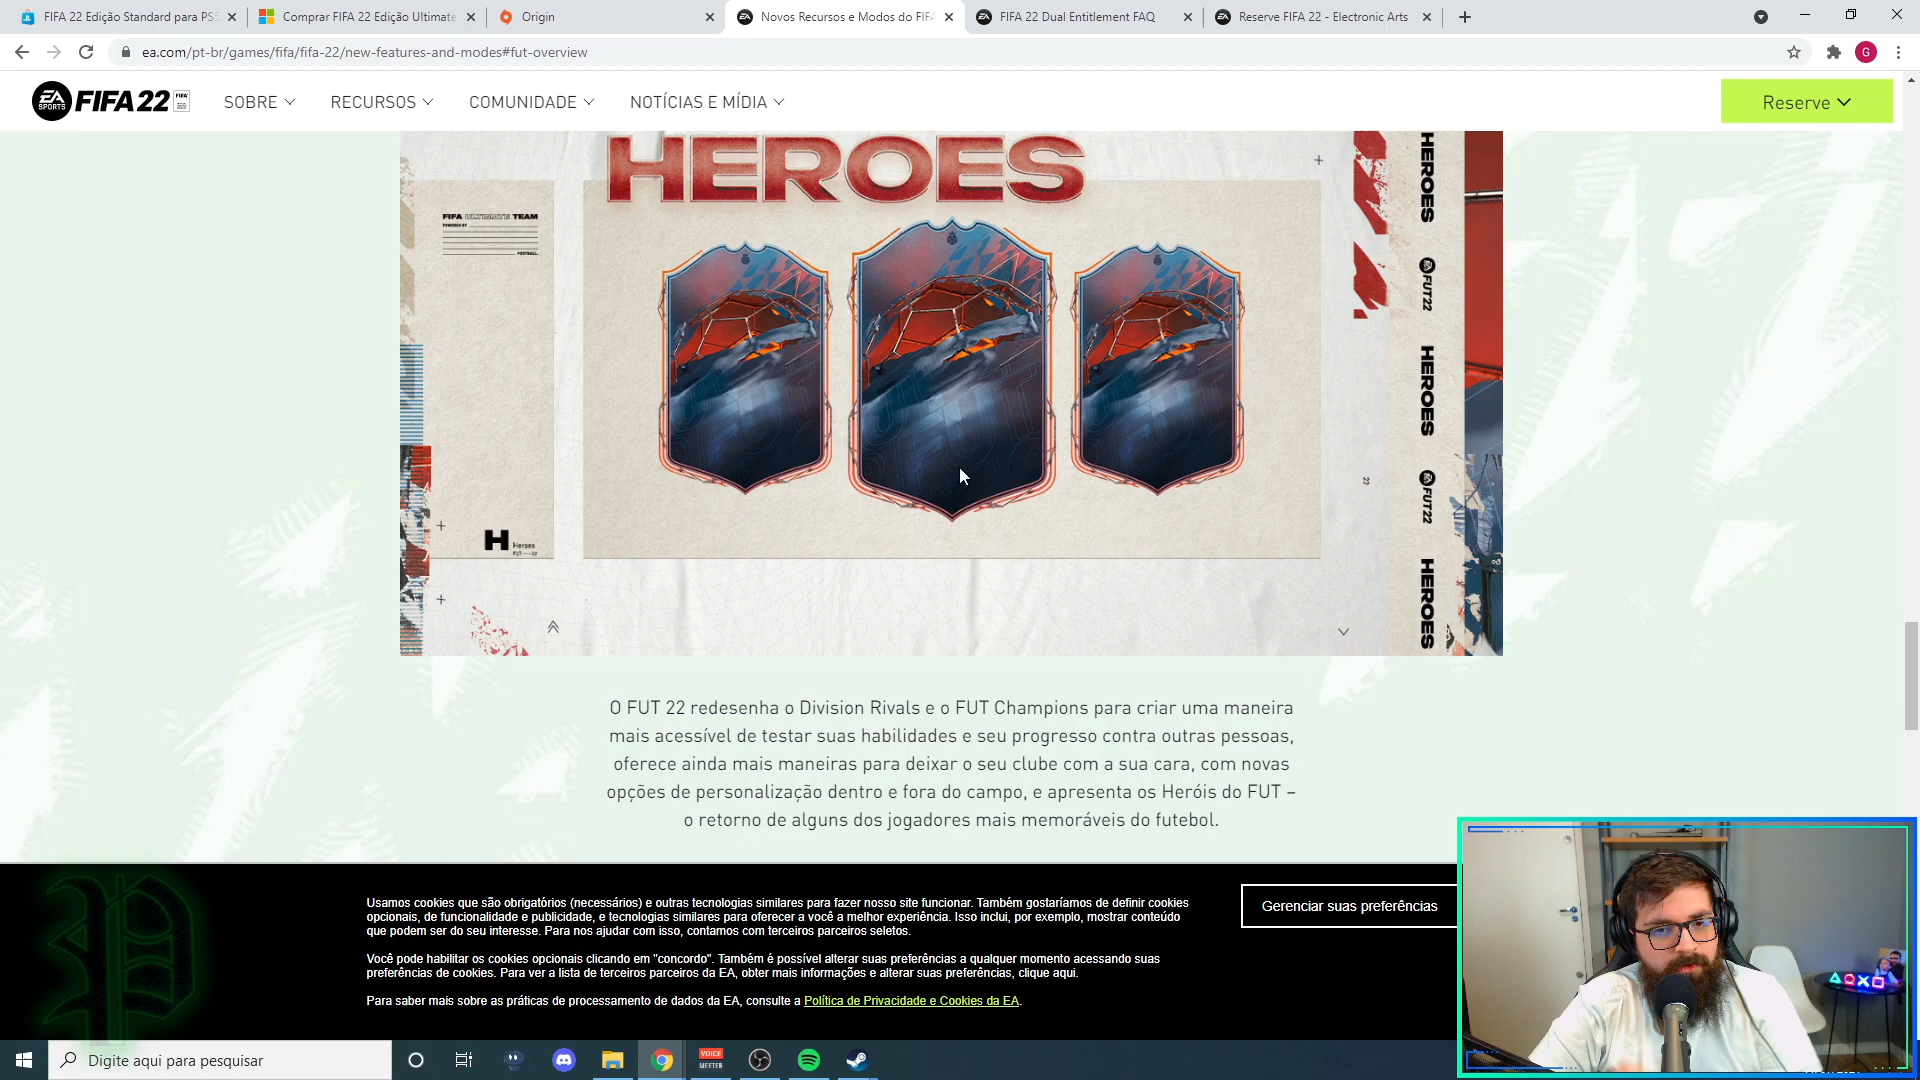 FIFA 22 Edição Standard para PS5
Comprar FIFA 22 Edição Ultimate
Origin
Novos Recursos e Modos do FIFA
FIFA 22 Dual Entitlement FAQ
Reserve FIFA 22 - Electronic Arts
ea.com/pt-br/games/fifa/fifa-22/new-features-and-modes#fut-overview
G
EA SPORTS FIFA 22
SOBRE
RECURSOS
COMUNIDADE
NOTÍCIAS E MÍDIA
Reserve
HEROES
FIFA ULTIMATE TEAM
POWERED BY
FOOTBALL
H Heroes
FUT 22
22
HEROES
FUT22
HEROES
FUT22
HEROES
O FUT 22 redesenha o Division Rivals e o FUT Champions para criar uma maneira
mais acessível de testar suas habilidades e seu progresso contra outras pessoas,
oferece ainda mais maneiras para deixar o seu clube com a sua cara, com novas
opções de personalização dentro e fora do campo, e apresenta os Heróis do FUT –
o retorno de alguns dos jogadores mais memoráveis do futebol.
Usamos cookies que são obrigatórios (necessários) e outras tecnologias similares para fazer nosso site funcionar. Também gostaríamos de definir cookies
opcionais, de funcionalidade e publicidade, e tecnologias similares para oferecer a você a melhor experiência. Isso inclui, por exemplo, mostrar conteúdo
que podem ser do seu interesse. Para nos ajudar com isso, contamos com terceiros parceiros seletos.
Você pode habilitar os cookies opcionais clicando em "concordo". Também é possível alterar suas preferências a qualquer momento acessando suas
preferências de cookies. Para ver a lista de terceiros parceiros da EA, obter mais informações e alterar suas preferências, clique aqui.
Para saber mais sobre as práticas de processamento de dados da EA, consulte a Política de Privacidade e Cookies da EA.
Gerenciar suas preferências
P
Digite aqui para pesquisar
VOICE
MEETER